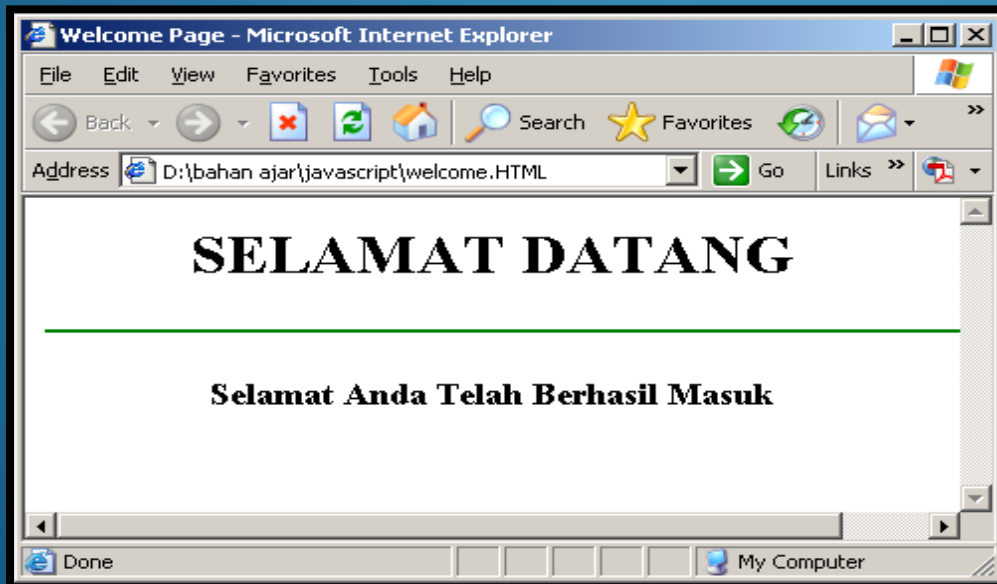 Welcome Page - Microsoft Internet Explorer
File Edit View Favorites Tools Help
Back Search Favorites »
Address D:\bahan ajar\javascript\welcome.HTML Go Links »
SELAMAT DATANG
Selamat Anda Telah Berhasil Masuk
Done My Computer